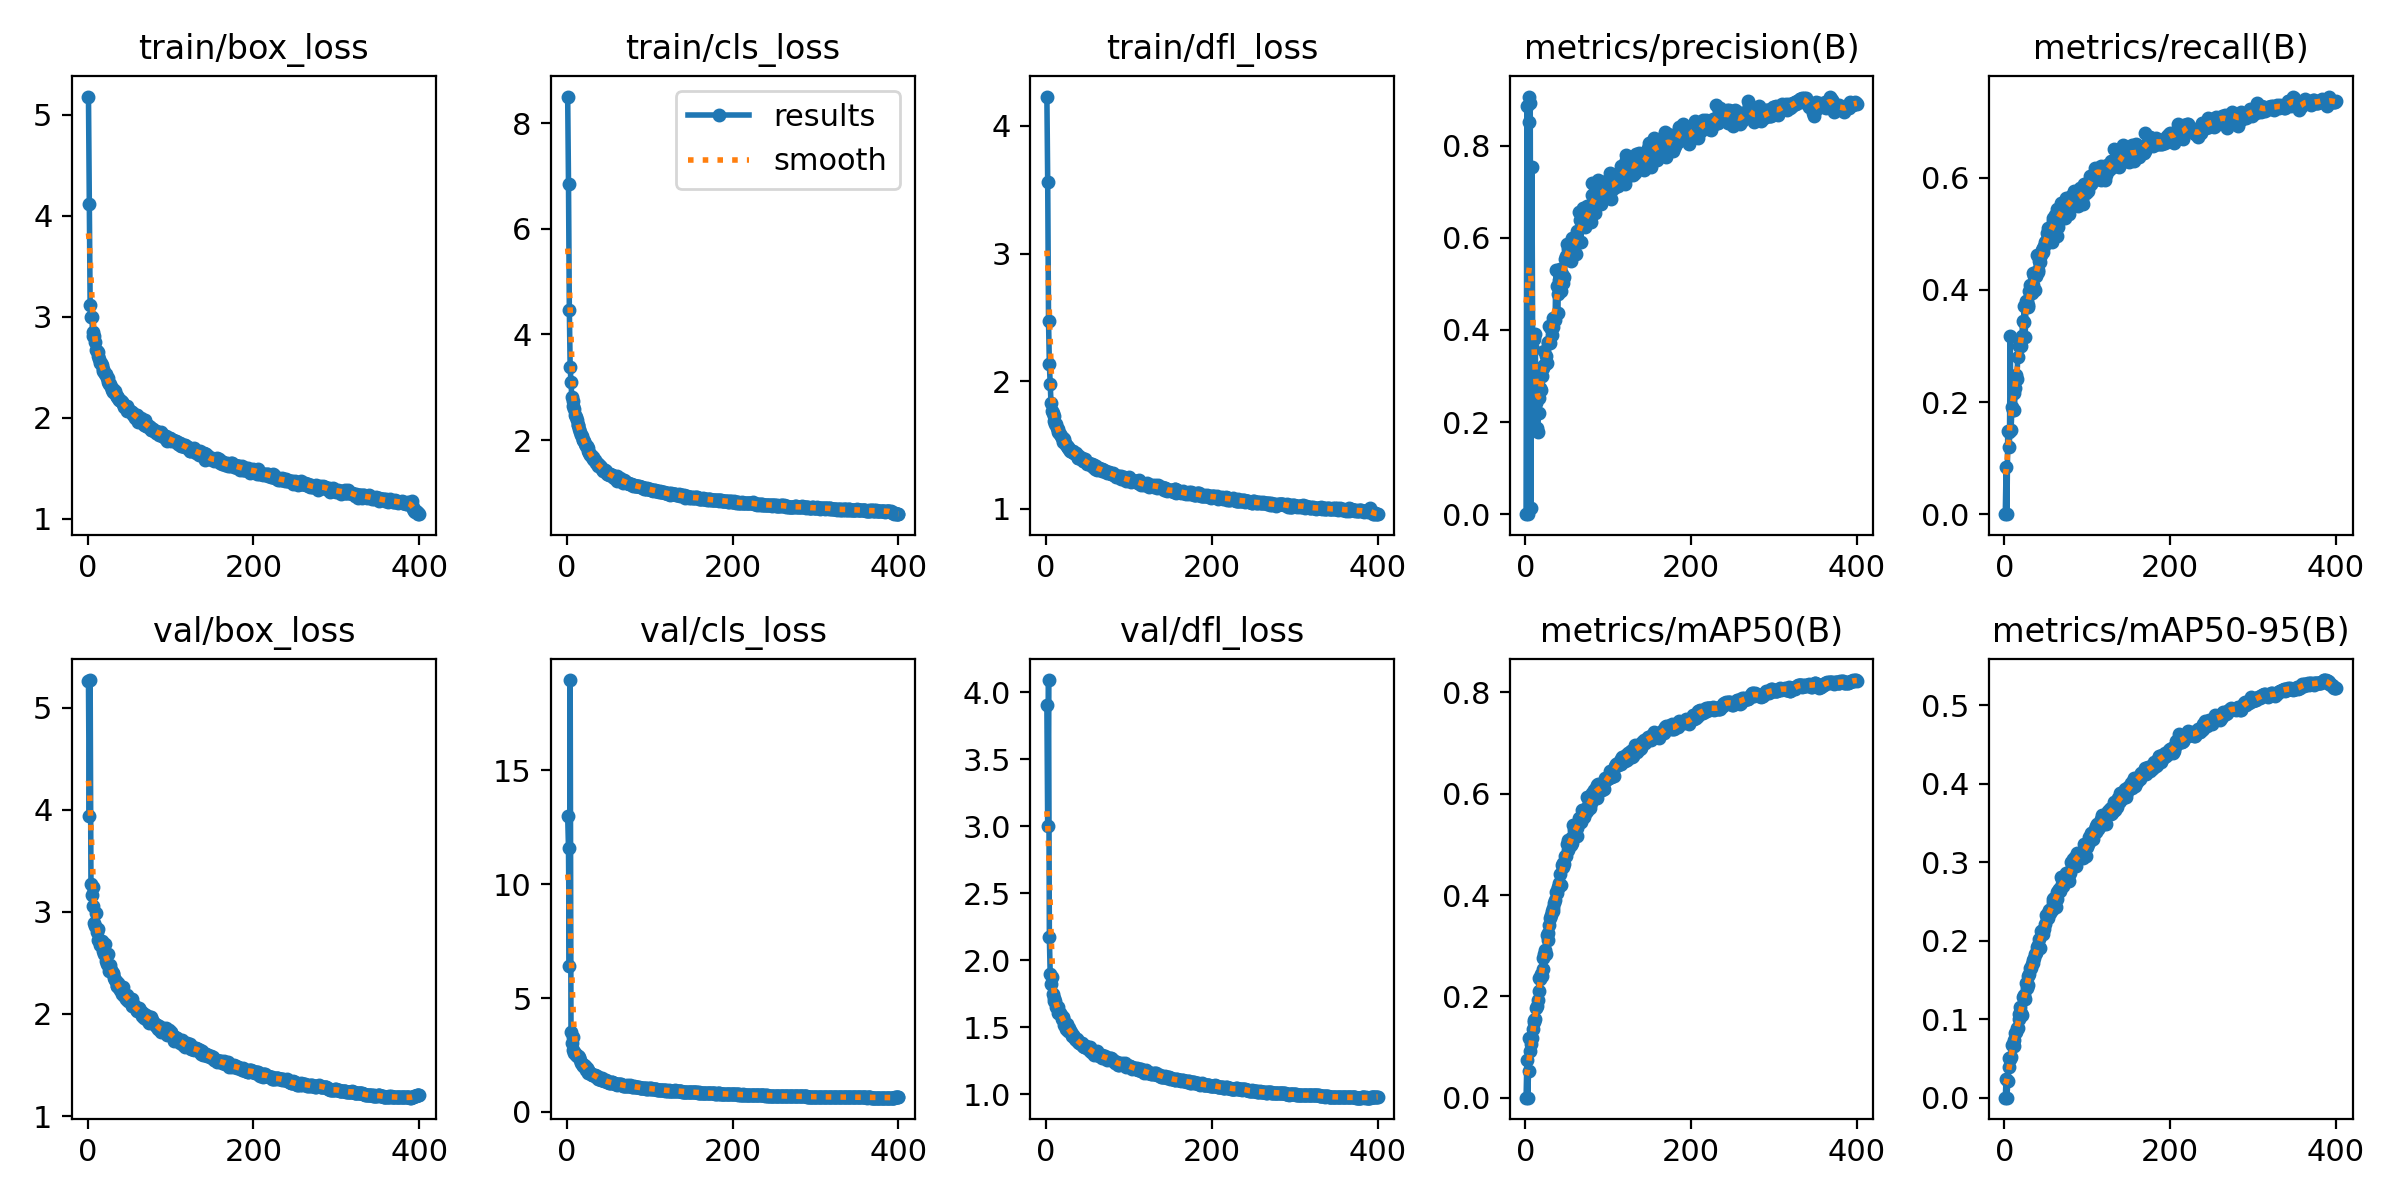 train/box_loss
train/cls_loss
train/dfl_loss
metrics/precision(B)
metrics/recall(B)
5
4
3
2
1
0 200 400
8
6
4
2
results
smooth
0 200 400
4
3
2
1
0 200 400
0.8
0.6
0.4
0.2
0.0
0 200 400
0.6
0.4
0.2
0.0
0 200 400
val/box_loss
val/cls_loss
val/dfl_loss
metrics/mAP50(B)
metrics/mAP50-95(B)
5
4
3
2
1
0 200 400
15
10
5
0
0 200 400
4.0
3.5
3.0
2.5
2.0
1.5
1.0
0 200 400
0.8
0.6
0.4
0.2
0.0
0 200 400
0.5
0.4
0.3
0.2
0.1
0.0
0 200 400